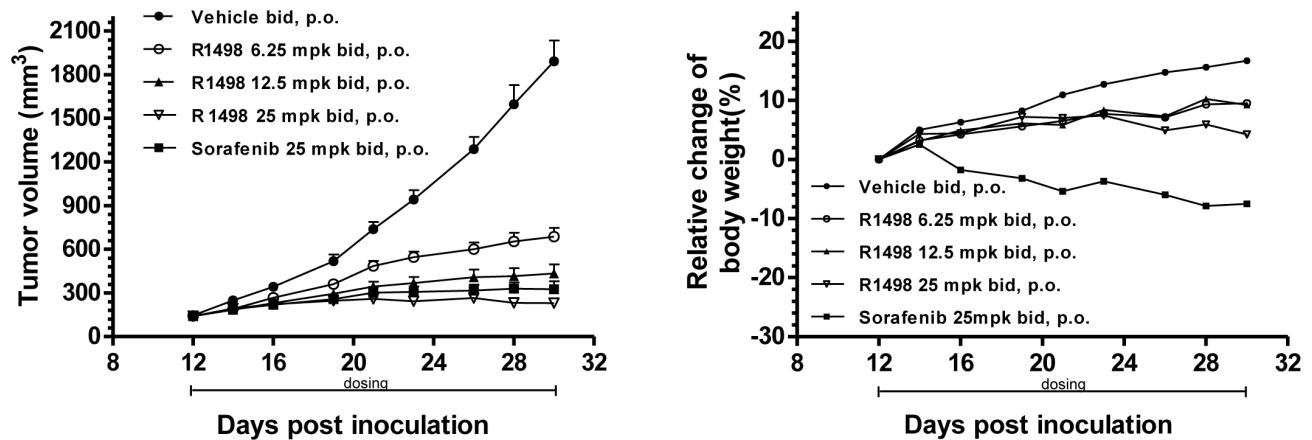 Tumor volume (mm³)
2100
1800
1500
1200
900
600
300
0
Vehicle bid, p.o.
R1498 6.25 mpk bid, p.o.
R1498 12.5 mpk bid, p.o.
R1498 25 mpk bid, p.o.
Sorafenib 25 mpk bid, p.o.
8 12 16 20 24 28 32
dosing
Days post inoculation
Relative change of
body weight(%)
20
10
0
-10
-20
-30
Vehicle bid, p.o.
R1498 6.25 mpk bid, p.o.
R1498 12.5 mpk bid, p.o.
R1498 25 mpk bid, p.o.
Sorafenib 25mpk bid, p.o.
8 12 16 20 24 28 32
dosing
Days post inoculation